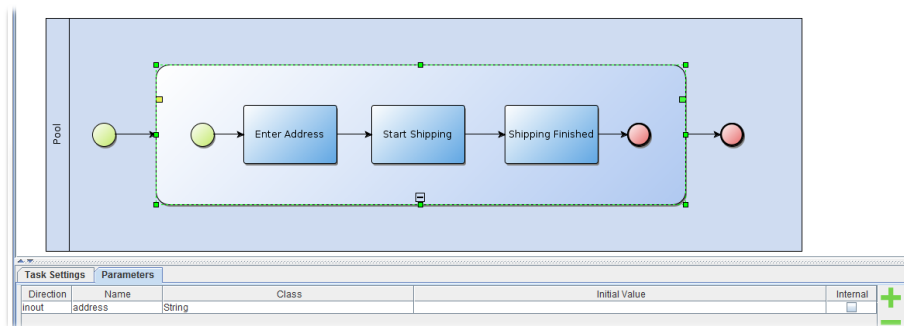 Pool
Enter Address
Start Shipping
Shipping Finished
Task Settings Parameters
Direction Name Class Initial Value Internal
inout address String